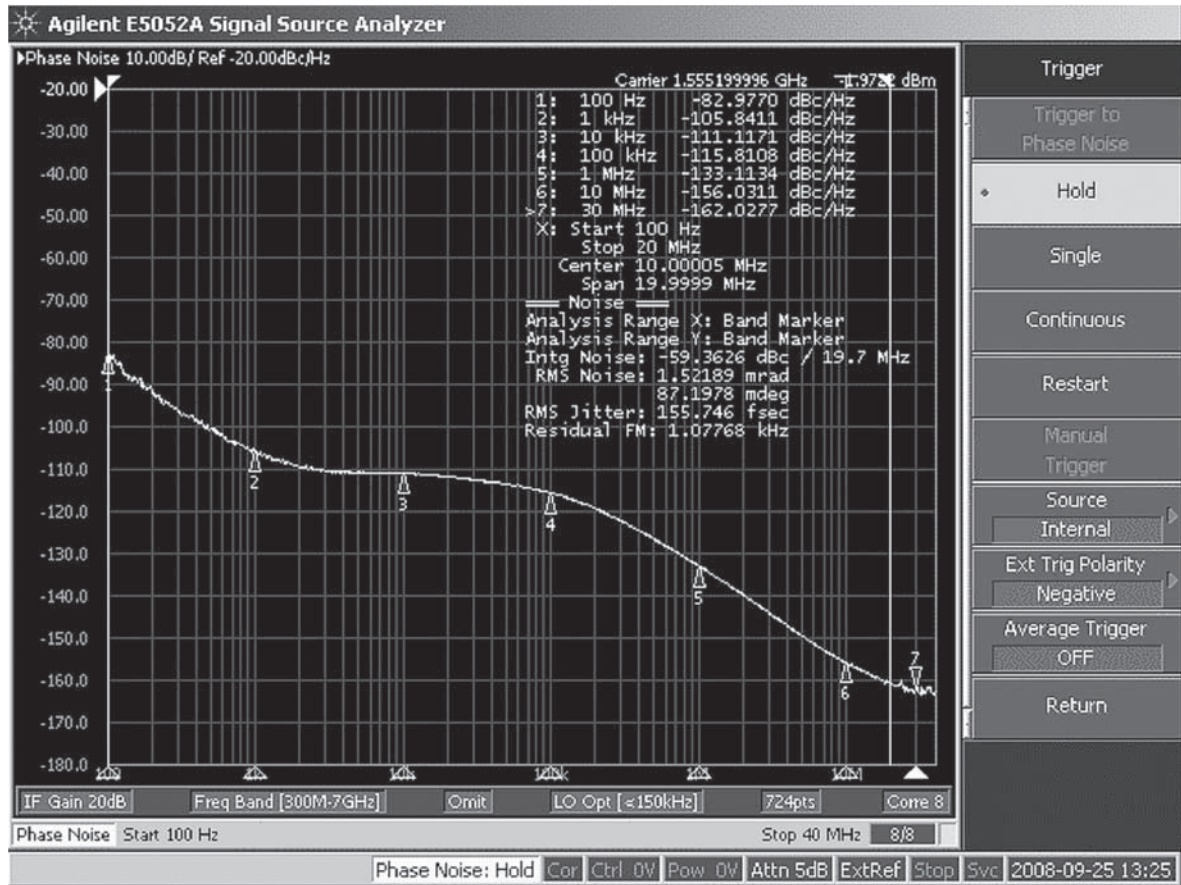 Agilent E5052A Signal Source Analyzer
Phase Noise 10.00dB/ Ref -20.00dBc/Hz
Carrier 1.555199996 GHz dBm
1: 100 Hz -82.9770 dBc/Hz
2: 1 kHz -105.8411 dBc/Hz
3: 10 kHz -111.1171 dBc/Hz
4: 100 kHz -115.8108 dBc/Hz
5: 1 MHz -133.1134 dBc/Hz
6: 10 MHz -156.0311 dBc/Hz
>7: 30 MHz -162.0277 dBc/Hz
X: Start 100 Hz
Stop 20 MHz
Center 10.00005 MHz
Span 19.9999 MHz
Noise
Analysis Range X: Band Marker
Analysis Range Y: Band Marker
Intg Noise: -59.3626 dBc / 19.7 MHz
RMS Noise: 1.52189 mrad
87.1978 mdeg
RMS Jitter: 155.746 fsec
Residual FM: 1.07768 kHz
-20.00
-30.00
-40.00
-50.00
-60.00
-70.00
-80.00
-90.00
-100.0
-110.0
-120.0
-130.0
-140.0
-150.0
-160.0
-170.0
-180.0
1
2
3
4
5
6
7
IF Gain 20dB
Freq Band [300M-7GHz]
Omit
LO Opt [<150kHz]
724pts
Corre 8
Phase Noise Start 100 Hz
Stop 40 MHz 8/8
Phase Noise: Hold Cor Ctrl 0V Pow 0V Attn 5dB ExtRef Stop Svc 2008-09-25 13:25
Trigger
Trigger to
Phase Noise
Hold
Single
Continuous
Restart
Manual
Trigger
Source
Internal
Ext Trig Polarity
Negative
Average Trigger
OFF
Return